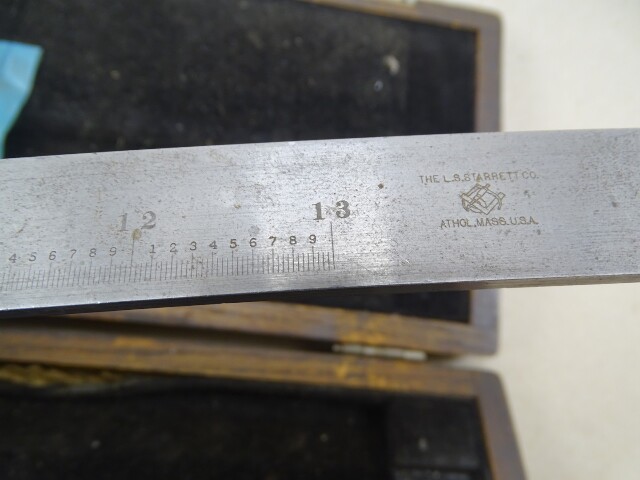 THE L.S. STARRETT CO.
ATHOL, MASS. U.S.A.
12 13
4 5 6 7 8 9 1 2 3 4 5 6 7 8 9